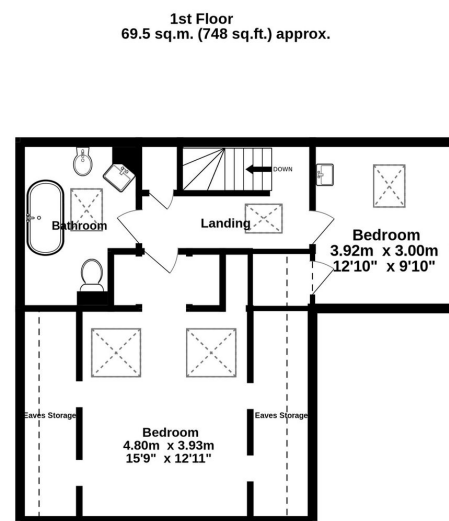 1st Floor
69.5 sq.m. (748 sq.ft.) approx.
DOWN
Bathroom
Landing
Bedroom
3.92m x 3.00m
12'10" x 9'10"
Eaves Storage
Eaves Storage
Bedroom
4.80m x 3.93m
15'9" x 12'11"